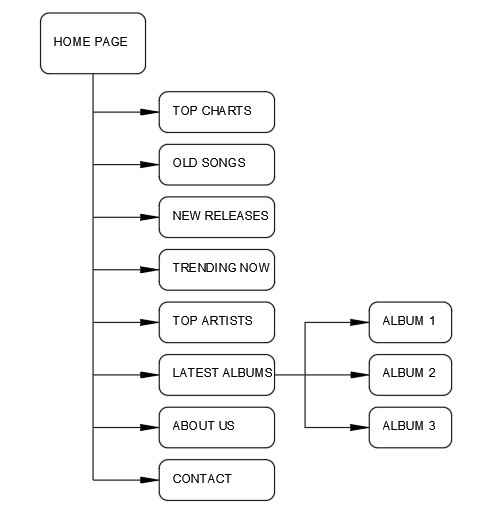 HOME PAGE
TOP CHARTS
OLD SONGS
NEW RELEASES
TRENDING NOW
TOP ARTISTS
LATEST ALBUMS
ABOUT US
CONTACT
ALBUM 1
ALBUM 2
ALBUM 3